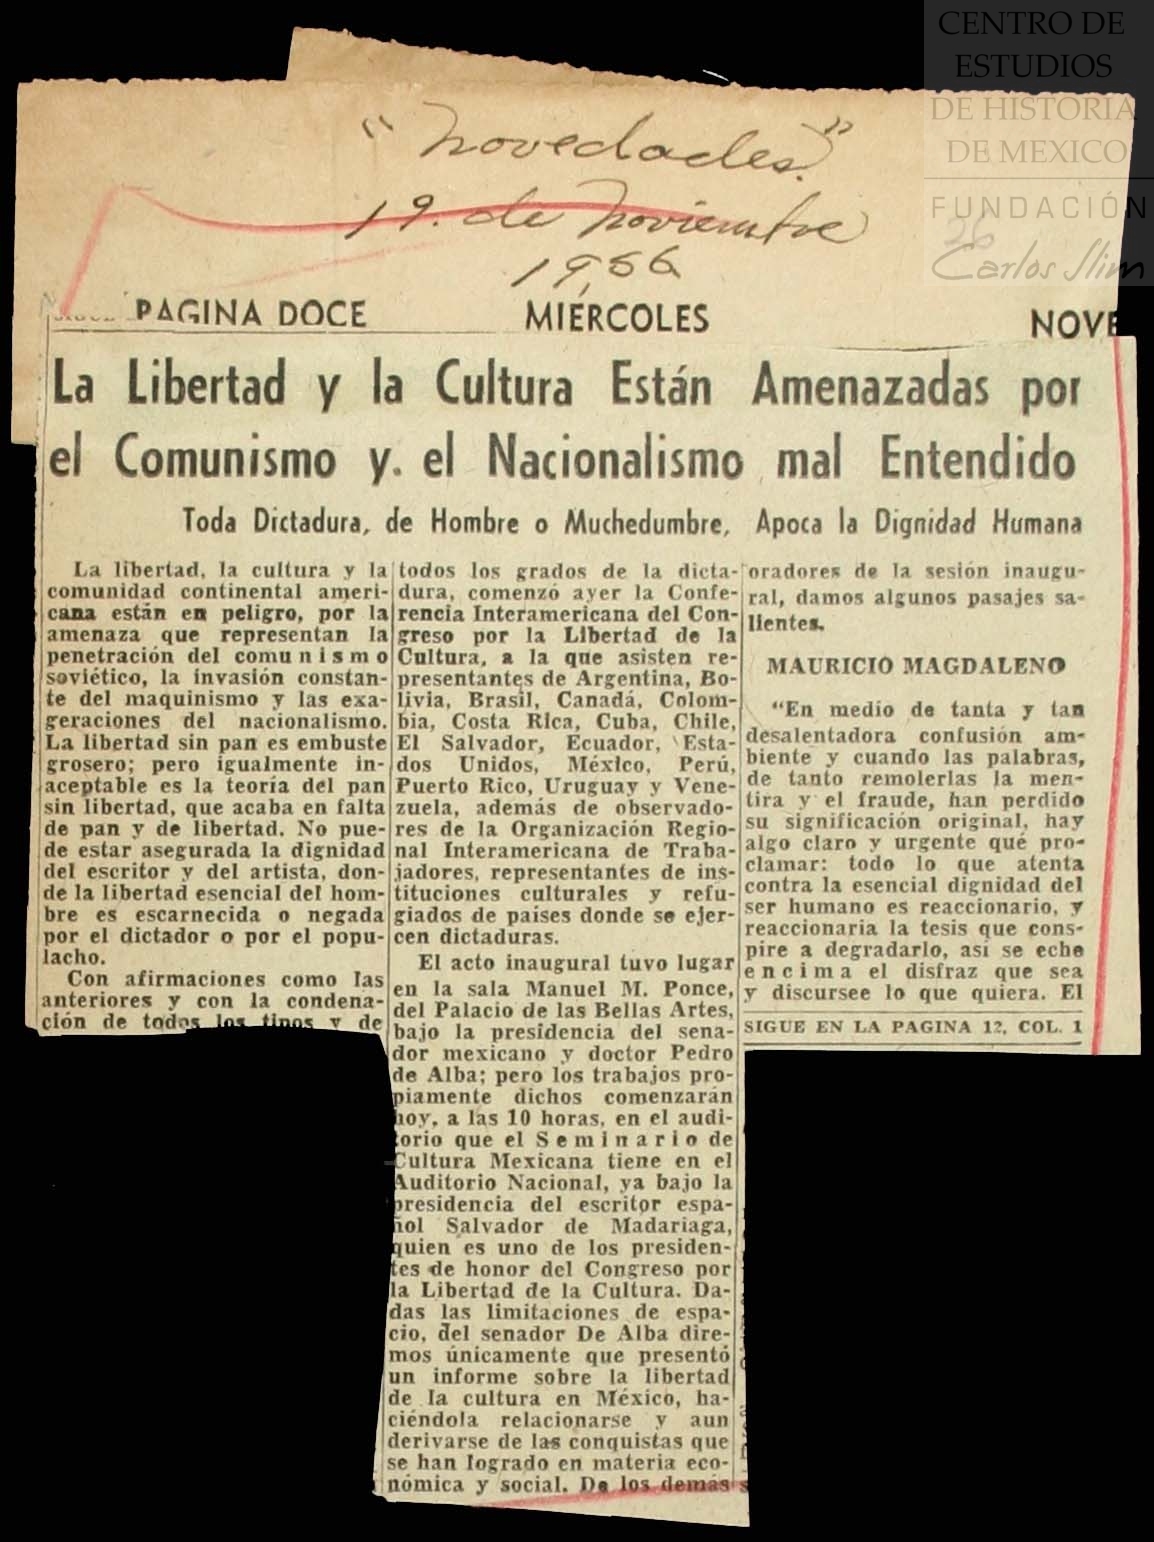 CENTRO DE
ESTUDIOS
DE HISTORIA
DE MEXICO
FUNDACIÓN
Carlos Slim
"Novedades."
19. de Noviembre
1956
36
PAGINA DOCE MIÉRCOLES NOVE
La Libertad y la Cultura Están Amenazadas por
el Comunismo y. el Nacionalismo mal Entendido
Toda Dictadura, de Hombre o Muchedumbre, Apoca la Dignidad Humana
La libertad, la cultura y la
comunidad continental ameri-
cana están en peligro, por la
amenaza que representan la
penetración del comunismo
soviético, la invasión constan-
te del maquinismo y las exa-
geraciones del nacionalismo.
La libertad sin pan es embuste
grosero; pero igualmente in-
aceptable es la teoría del pan
sin libertad, que acaba en falta
de pan y de libertad. No pue-
de estar asegurada la dignidad
del escritor y del artista, don-
de la libertad esencial del hom-
bre es escarnecida o negada
por el dictador o por el popu-
lacho.
Con afirmaciones como las
anteriores y con la condena-
ción de todos los tipos y de
todos los grados de la dicta-
dura, comenzó ayer la Confe-
rencia Interamericana del Con-
greso por la Libertad de la
Cultura, a la que asisten re-
presentantes de Argentina, Bo-
livia, Brasil, Canadá, Colom-
bia, Costa Rica, Cuba, Chile,
El Salvador, Ecuador, Esta-
dos Unidos, México, Perú,
Puerto Rico, Uruguay y Vene-
zuela, además de observado-
res de la Organización Regio-
nal Interamericana de Traba-
jadores, representantes de ins-
tituciones culturales y refu-
giados de países donde se ejer-
cen dictaduras.
El acto inaugural tuvo lugar
en la sala Manuel M. Ponce,
del Palacio de las Bellas Artes,
bajo la presidencia del sena-
dor mexicano y doctor Pedro
de Alba; pero los trabajos pro-
piamente dichos comenzarán
hoy, a las 10 horas, en el audi-
torio que el Seminario de
Cultura Mexicana tiene en el
Auditorio Nacional, ya bajo la
presidencia del escritor espa-
ñol Salvador de Madariaga,
quien es uno de los presiden-
tes de honor del Congreso por
la Libertad de la Cultura. Da-
das las limitaciones de espa-
cio, del senador De Alba dire-
mos únicamente que presentó
un informe sobre la libertad
de la cultura en México, ha-
ciéndola relacionarse y aun
derivarse de las conquistas que
se han logrado en materia eco-
nómica y social. De los demás
oradores de la sesión inaugu-
ral, damos algunos pasajes sa-
lientes.
MAURICIO MAGDALENO
"En medio de tanta y tan
desalentadora confusión am-
biente y cuando las palabras,
de tanto remolerlas la men-
tira y el fraude, han perdido
su significación original, hay
algo claro y urgente qué pro-
clamar: todo lo que atenta
contra la esencial dignidad del
ser humano es reaccionario, y
reaccionaria la tesis que cons-
pire a degradarlo, así se eche
encima el disfraz que sea
y discursee lo que quiera. El
SIGUE EN LA PAGINA 12, COL. 1